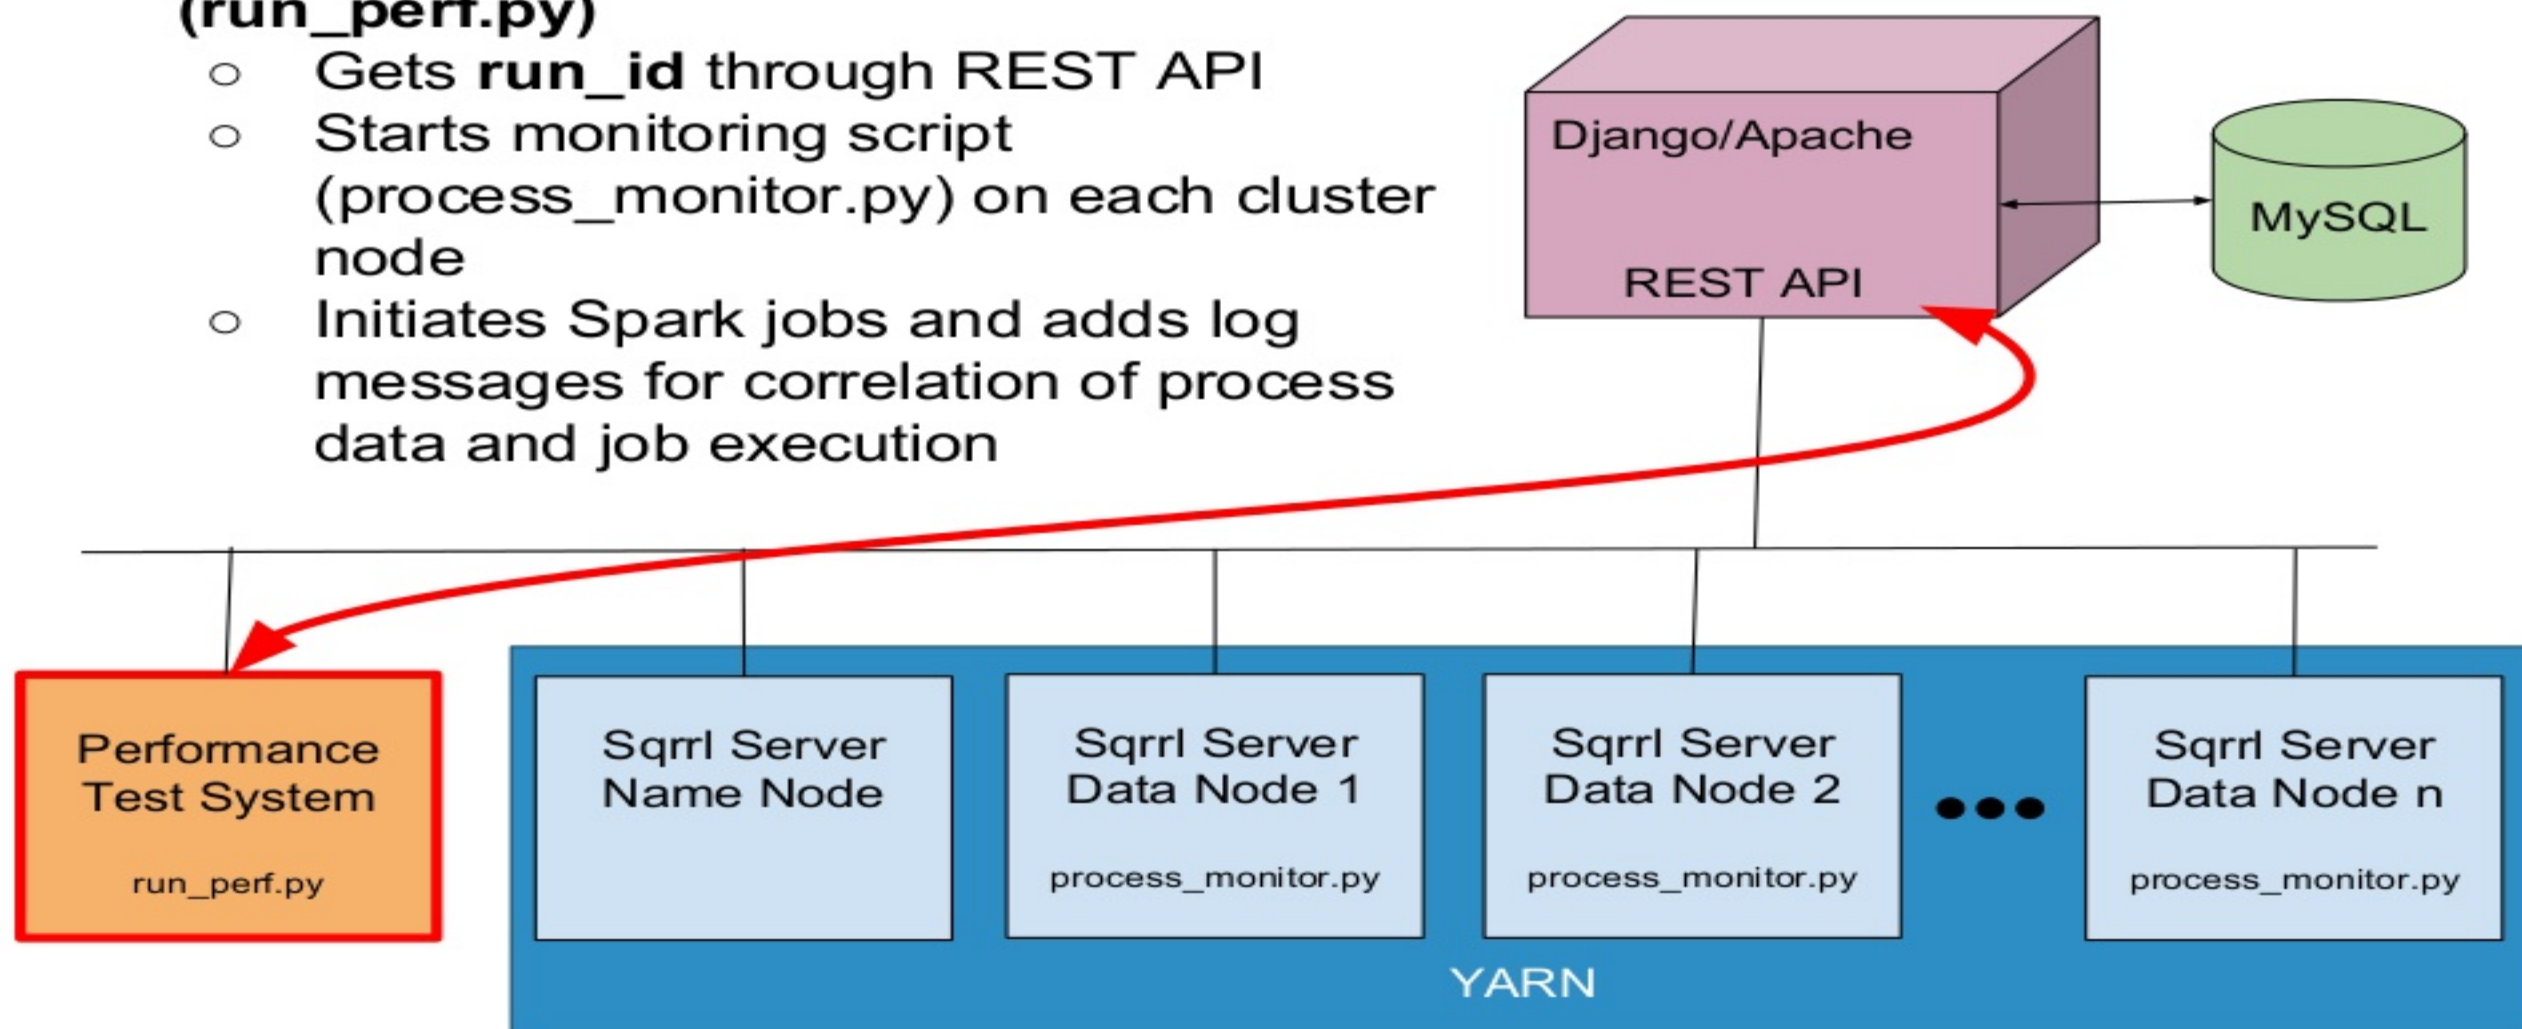 (run_perf.py)
○ Gets run_id through REST API
○ Starts monitoring script
(process_monitor.py) on each cluster
node
○ Initiates Spark jobs and adds log
messages for correlation of process
data and job execution
Django/Apache
REST API
MySQL
Performance
Test System
run_perf.py
Sqrrl Server
Name Node
Sqrrl Server
Data Node 1
process_monitor.py
Sqrrl Server
Data Node 2
process_monitor.py
Sqrrl Server
Data Node n
process_monitor.py
YARN